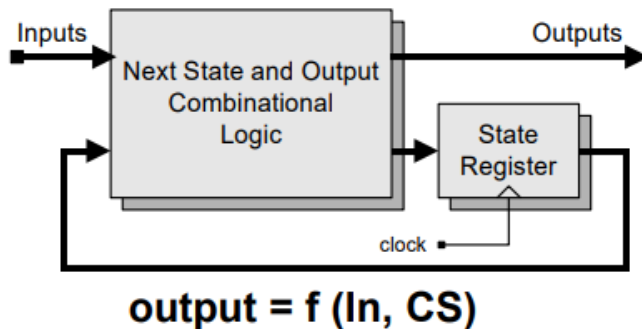 Inputs
Outputs
Next State and Output
Combinational
Logic
State
Register
clock
output = f (In, CS)